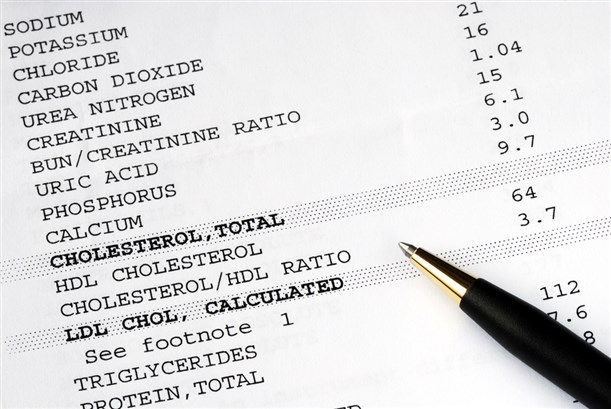 SODIUM
POTASSIUM
CHLORIDE
CARBON DIOXIDE 21
UREA NITROGEN 16
CREATININE 1.04
BUN/CREATININE RATIO 15
URIC ACID 6.1
PHOSPHORUS 3.0
CALCIUM 9.7
CHOLESTEROL,TOTAL
HDL CHOLESTEROL 64
CHOLESTEROL/HDL RATIO 3.7
LDL CHOL, CALCULATED
See footnote 1
TRIGLYCERIDES 112
PROTEIN,TOTAL 7.6
8